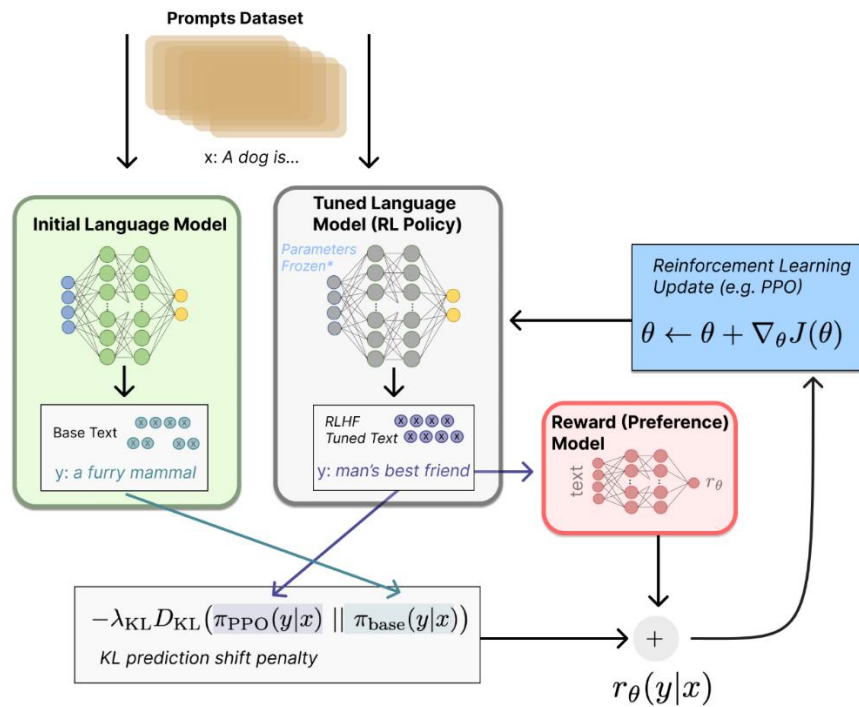 Prompts Dataset
x: A dog is...
Initial Language Model
Tuned Language
Model (RL Policy)
Parameters
Frozen*
Reinforcement Learning
Update (e.g. PPO)
θ ← θ + ∇θJ(θ)
Base Text
x x x x
x x x x
y: a furry mammal
RLHF
Tuned Text
x x x x
x x x x
y: man's best friend
Reward (Preference)
Model
text
rθ
−λKL DKL(πPPO(y|x) || πbase(y|x))
KL prediction shift penalty
+
rθ(y|x)